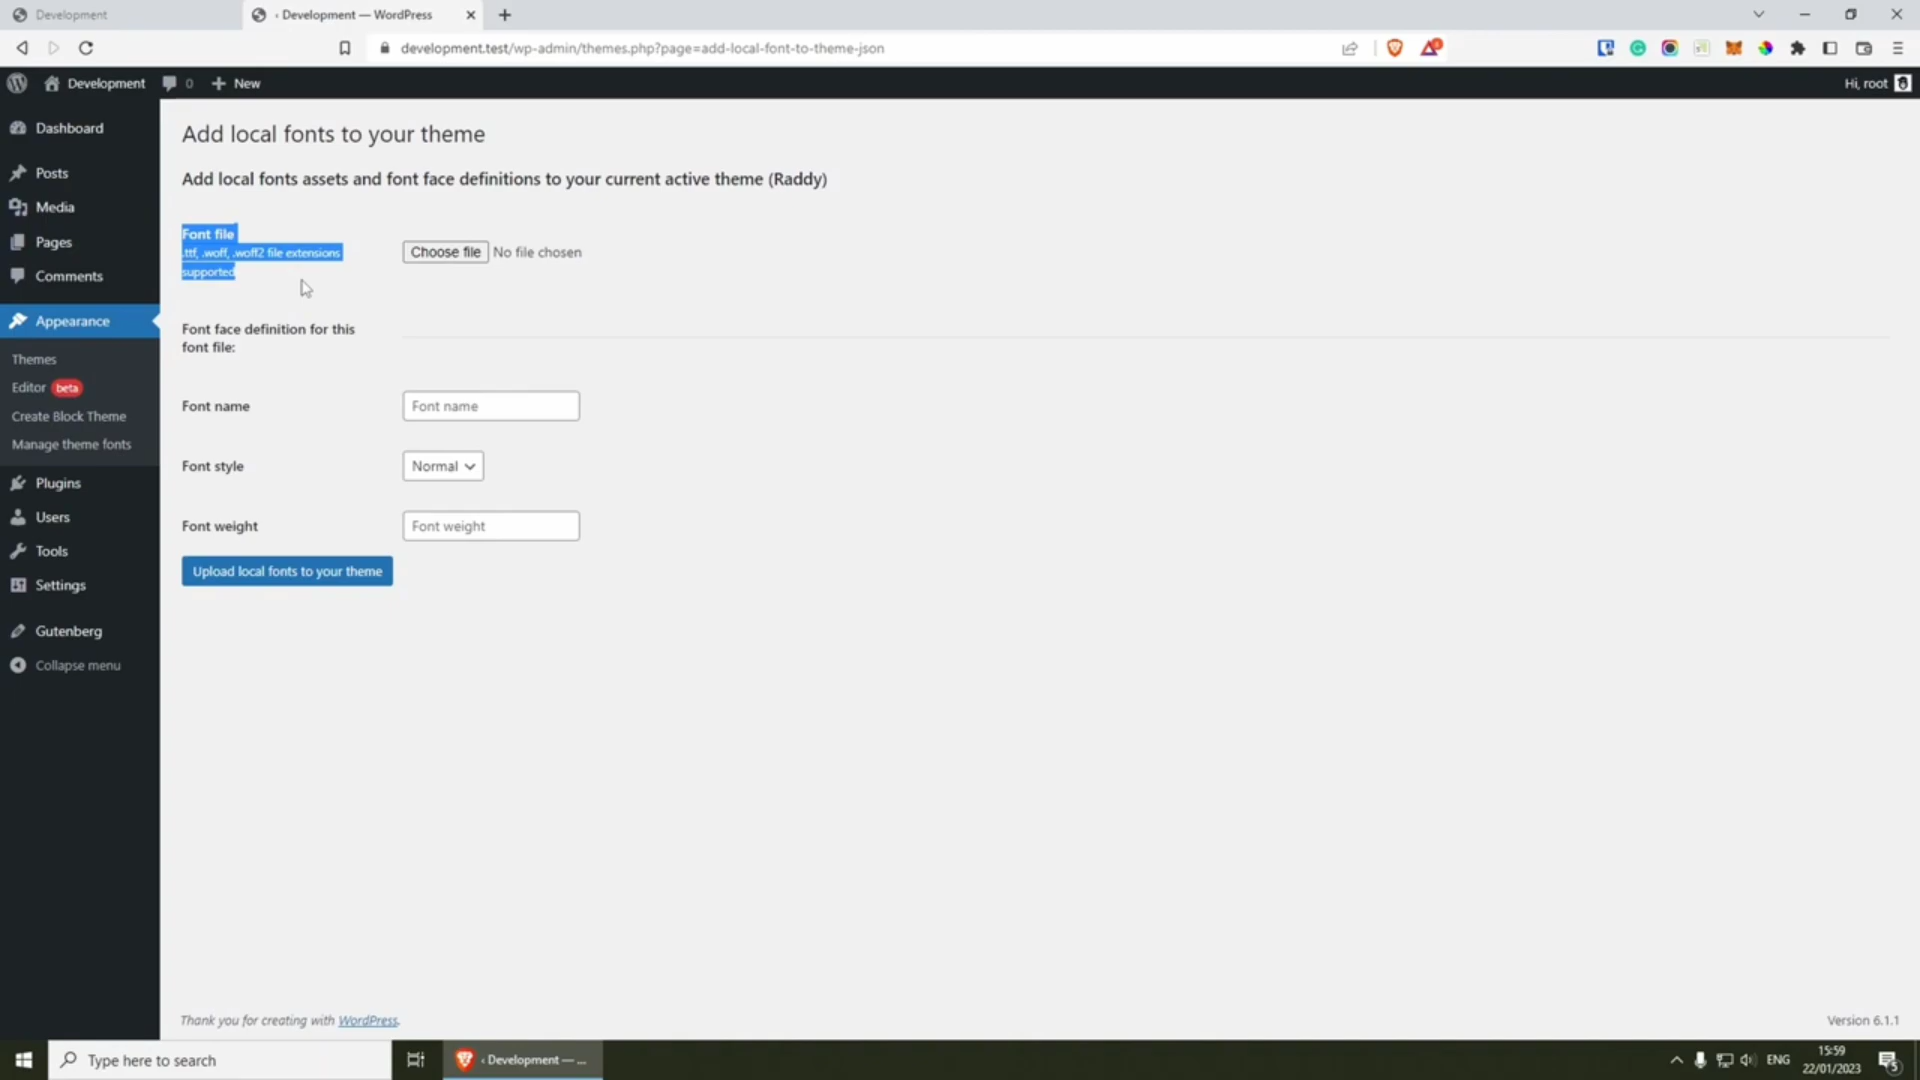 Development
‹ Development — WordPress
development.test/wp-admin/themes.php?page=add-local-font-to-theme-json
Development
0
New
Hi, root
Dashboard
Posts
Media
Pages
Comments
Appearance
Themes
Editor beta
Create Block Theme
Manage theme fonts
Plugins
Users
Tools
Settings
Gutenberg
Collapse menu
Add local fonts to your theme
Add local fonts assets and font face definitions to your current active theme (Raddy)
Font file
.ttf, .woff, .woff2 file extensions
supported
Choose file No file chosen
Font face definition for this
font file:
Font name
Font name
Font style
Normal
Font weight
Font weight
Upload local fonts to your theme
Thank you for creating with WordPress.
Version 6.1.1
Type here to search
‹ Development — ...
ENG
15:59
22/01/2023
5